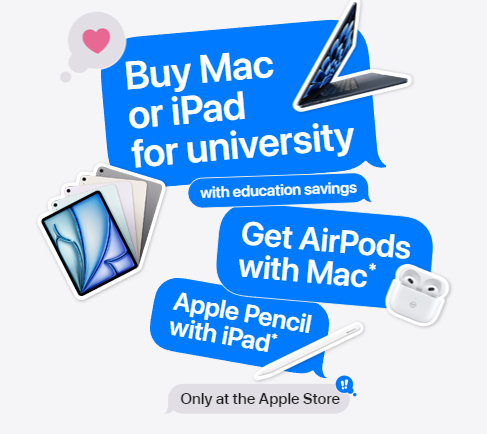 Buy Mac
or iPad
for university
with education savings
Get AirPods
with Mac*
Apple Pencil
with iPad*
!!
Only at the Apple Store